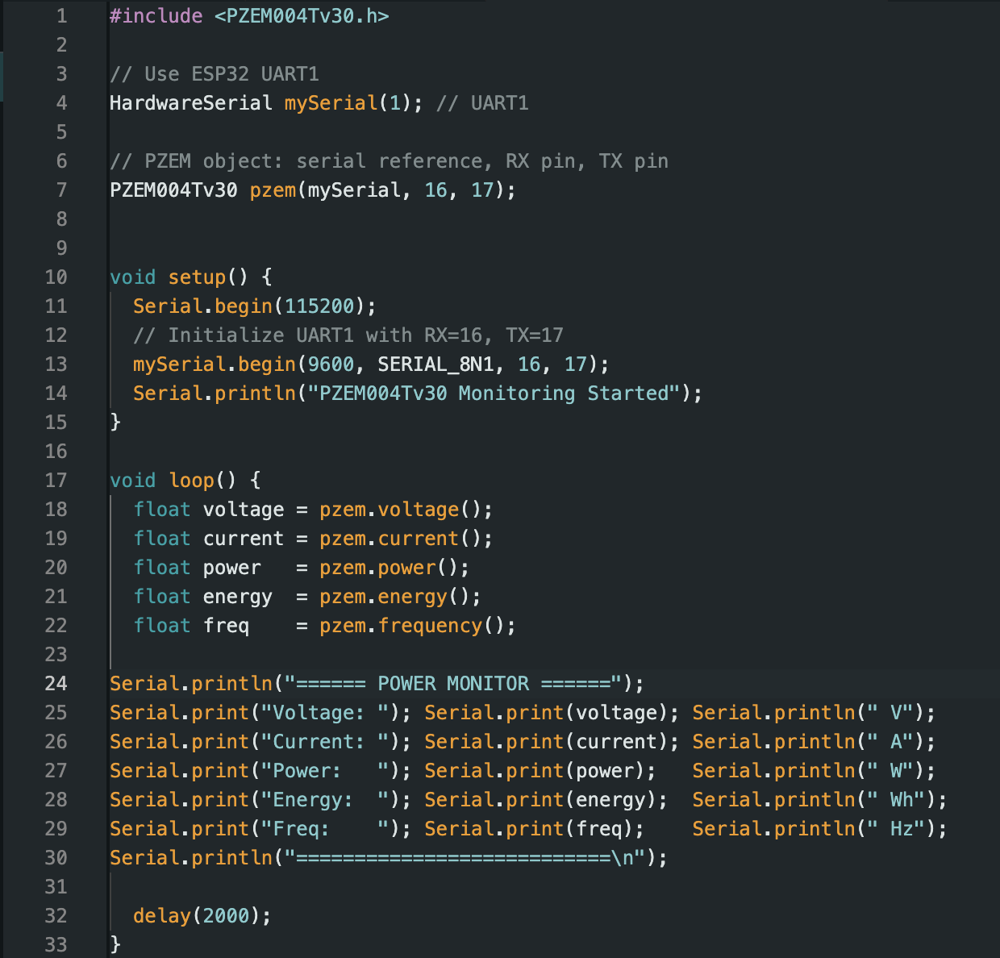 1 #include <PZEM004Tv30.h>
2
3 // Use ESP32 UART1
4 HardwareSerial mySerial(1); // UART1
5
6 // PZEM object: serial reference, RX pin, TX pin
7 PZEM004Tv30 pzem(mySerial, 16, 17);
8
9
10 void setup() {
11   Serial.begin(115200);
12   // Initialize UART1 with RX=16, TX=17
13   mySerial.begin(9600, SERIAL_8N1, 16, 17);
14   Serial.println("PZEM004Tv30 Monitoring Started");
15 }
16
17 void loop() {
18   float voltage = pzem.voltage();
19   float current = pzem.current();
20   float power   = pzem.power();
21   float energy  = pzem.energy();
22   float freq    = pzem.frequency();
23
24 Serial.println("====== POWER MONITOR ======");
25 Serial.print("Voltage: "); Serial.print(voltage); Serial.println(" V");
26 Serial.print("Current: "); Serial.print(current); Serial.println(" A");
27 Serial.print("Power:   "); Serial.print(power);   Serial.println(" W");
28 Serial.print("Energy:  "); Serial.print(energy);  Serial.println(" Wh");
29 Serial.print("Freq:    "); Serial.print(freq);    Serial.println(" Hz");
30 Serial.println("===========================\n");
31
32   delay(2000);
33 }